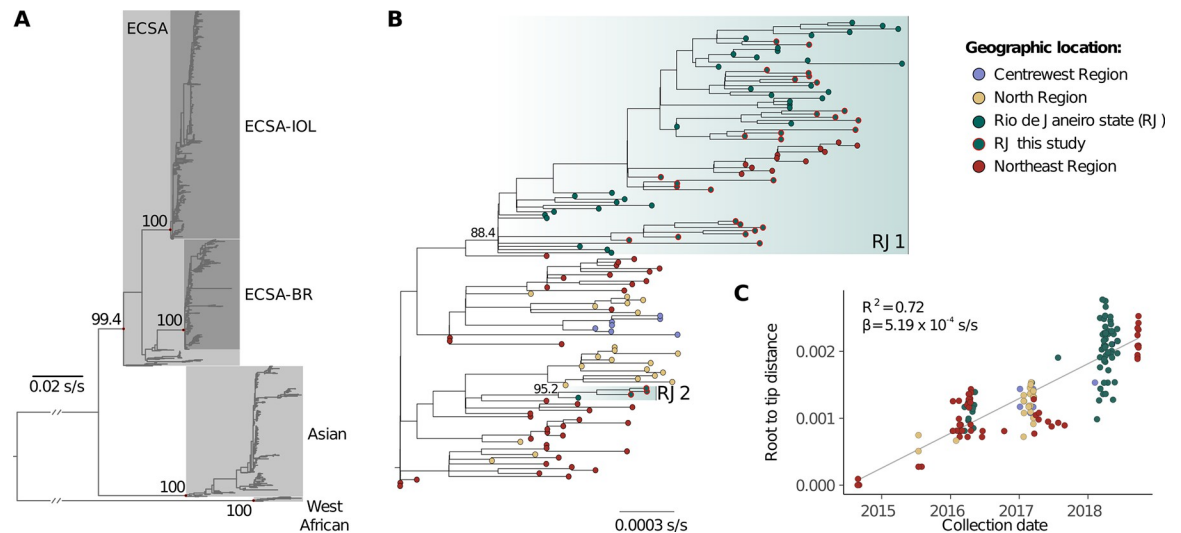 A
ECSA
ECSA-IOL
100
ECSA-BR
99.4
100
0.02 s/s
Asian
100
100
West
African
B
88.4
RJ 1
95.2
RJ 2
0.0003 s/s
Geographic location:
Centrewest Region
North Region
Rio de Janeiro state (RJ)
RJ this study
Northeast Region
C
R² = 0.72
β = 5.19 x 10⁻⁴ s/s
Root to tip distance
0.002
0.001
0.000
2015 2016 2017 2018
Collection date